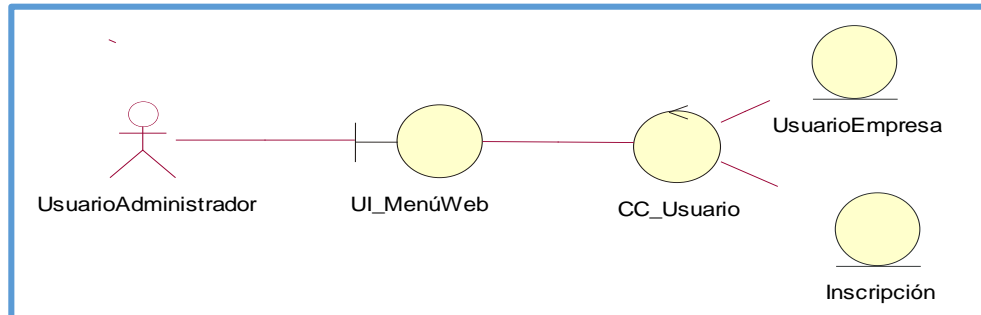 UsuarioEmpresa
UsuarioAdministrador
UI_MenúWeb
CC_Usuario
Inscripción